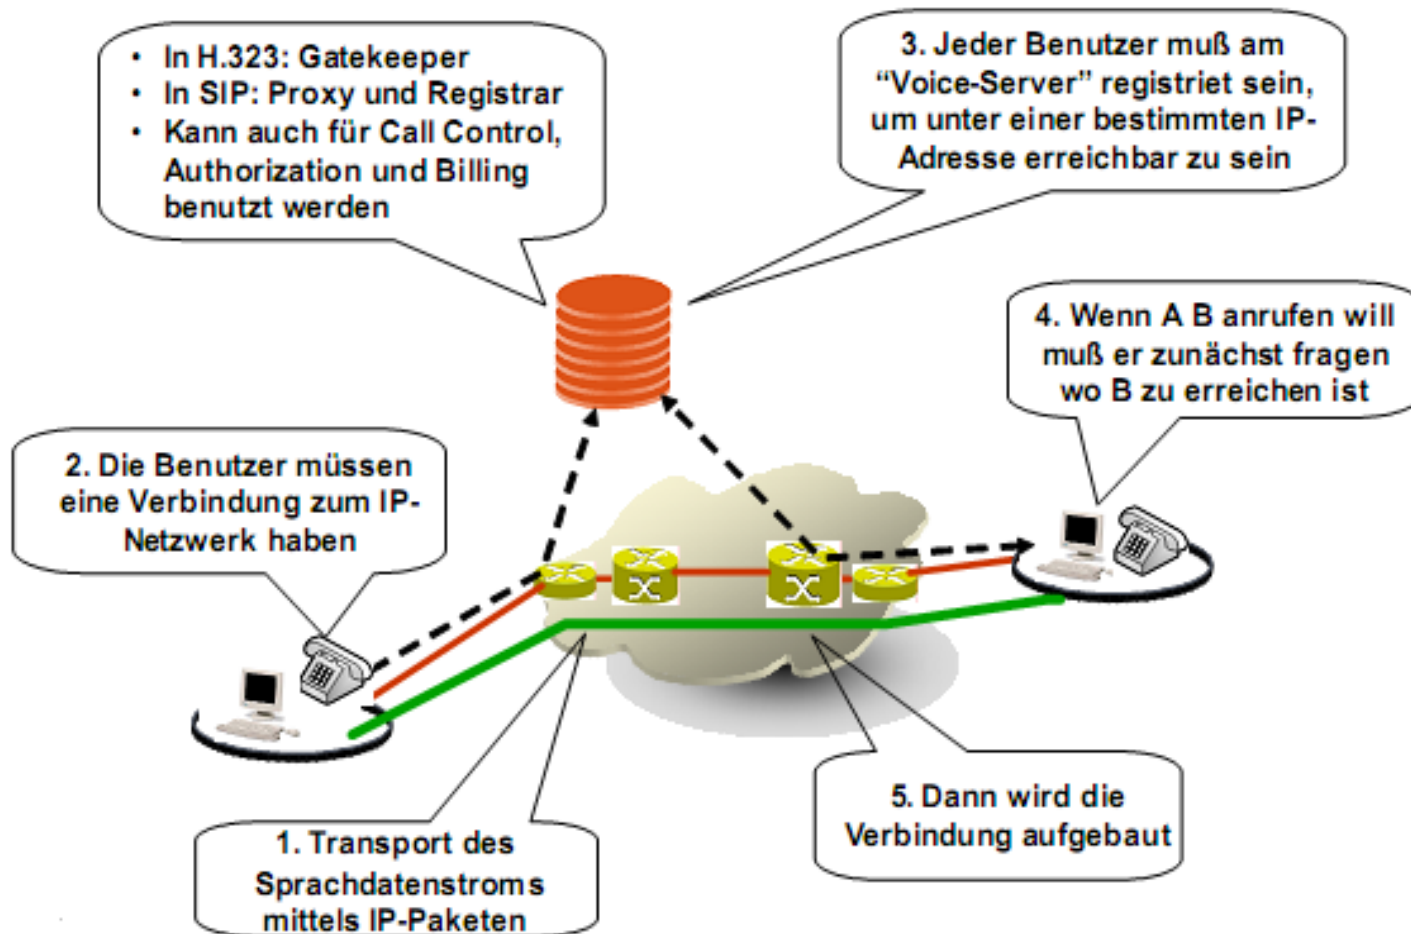 • In H.323: Gatekeeper
• In SIP: Proxy und Registrar
• Kann auch für Call Control,
Authorization und Billing
benutzt werden
3. Jeder Benutzer muß am
“Voice-Server” registriet sein,
um unter einer bestimmten IP-
Adresse erreichbar zu sein
4. Wenn A B anrufen will
muß er zunächst fragen
wo B zu erreichen ist
2. Die Benutzer müssen
eine Verbindung zum IP-
Netzwerk haben
5. Dann wird die
Verbindung aufgebaut
1. Transport des
Sprachdatenstroms
mittels IP-Paketen